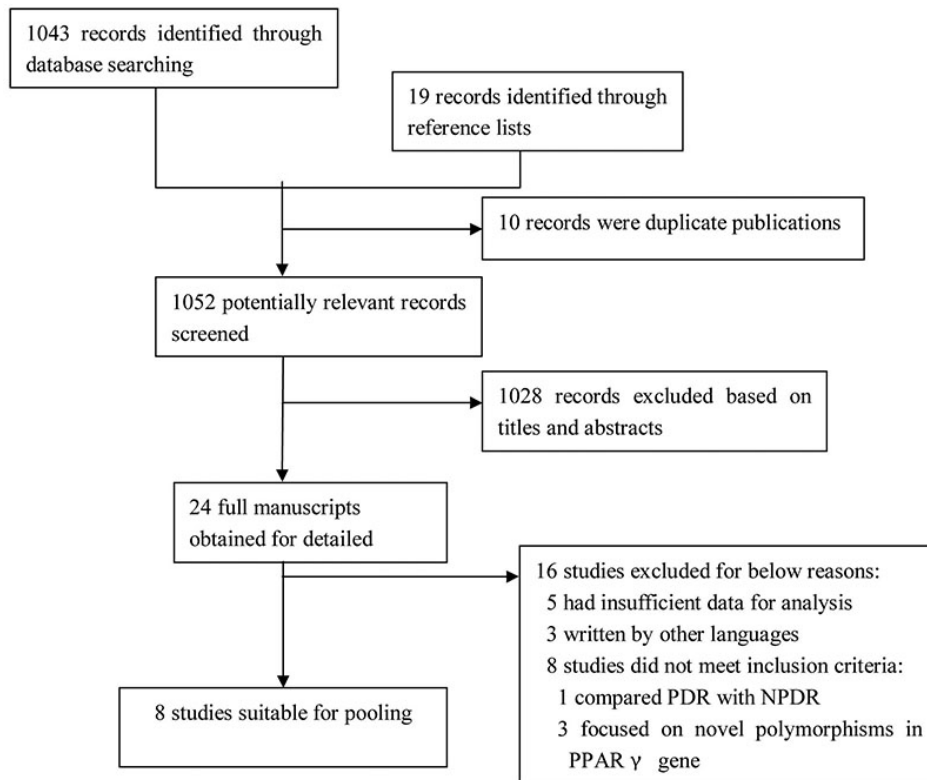 1043 records identified through
database searching
19 records identified through
reference lists
10 records were duplicate publications
1052 potentially relevant records
screened
1028 records excluded based on
titles and abstracts
24 full manuscripts
obtained for detailed
16 studies excluded for below reasons:
5 had insufficient data for analysis
3 written by other languages
8 studies did not meet inclusion criteria:
1 compared PDR with NPDR
3 focused on novel polymorphisms in
PPAR γ gene
8 studies suitable for pooling